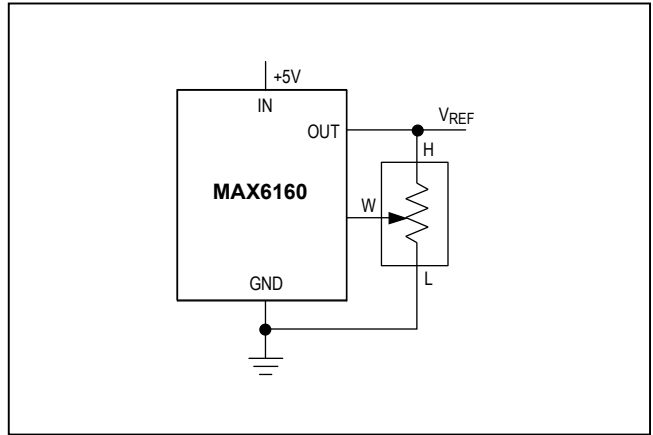 +5V
IN
OUT
VREF
H
MAX6160
W
L
GND